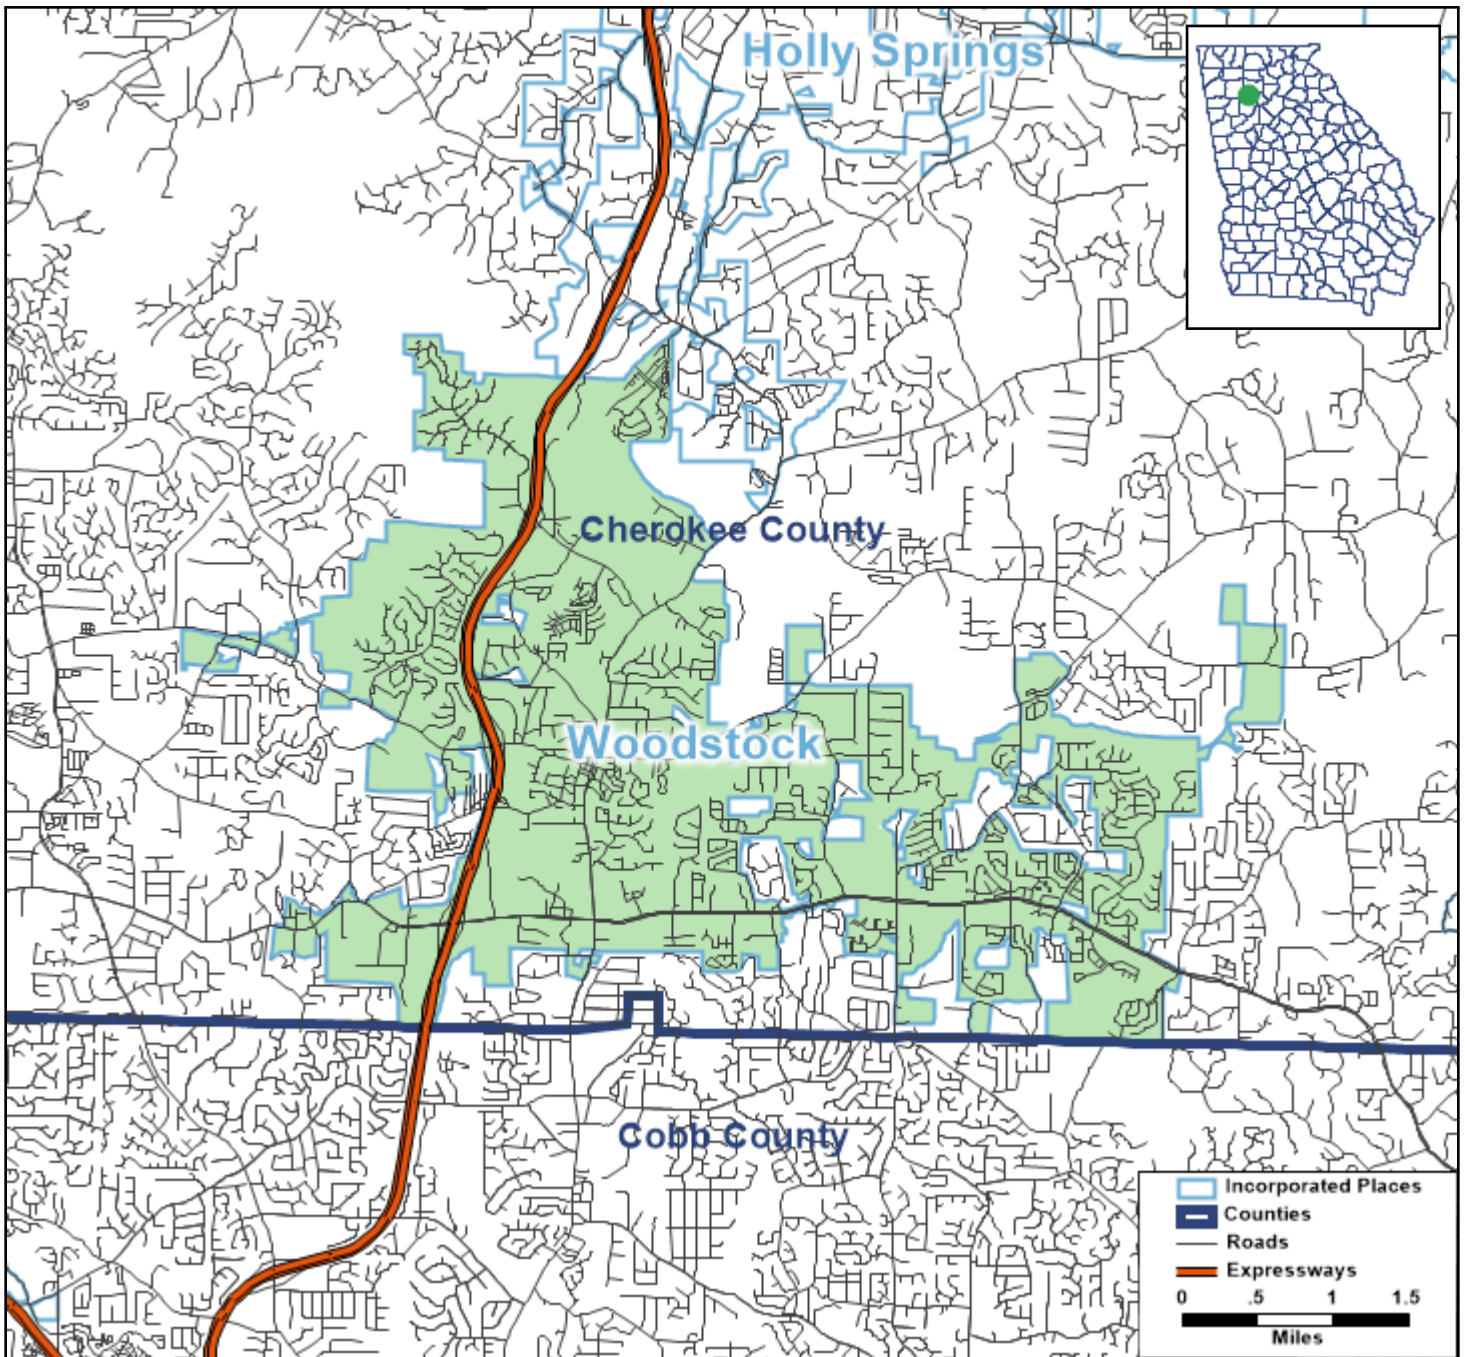 Holly Springs
Cherokee County
Woodstock
Cobb County
Incorporated Places
Counties
Roads
Expressways
0 .5 1 1.5
Miles